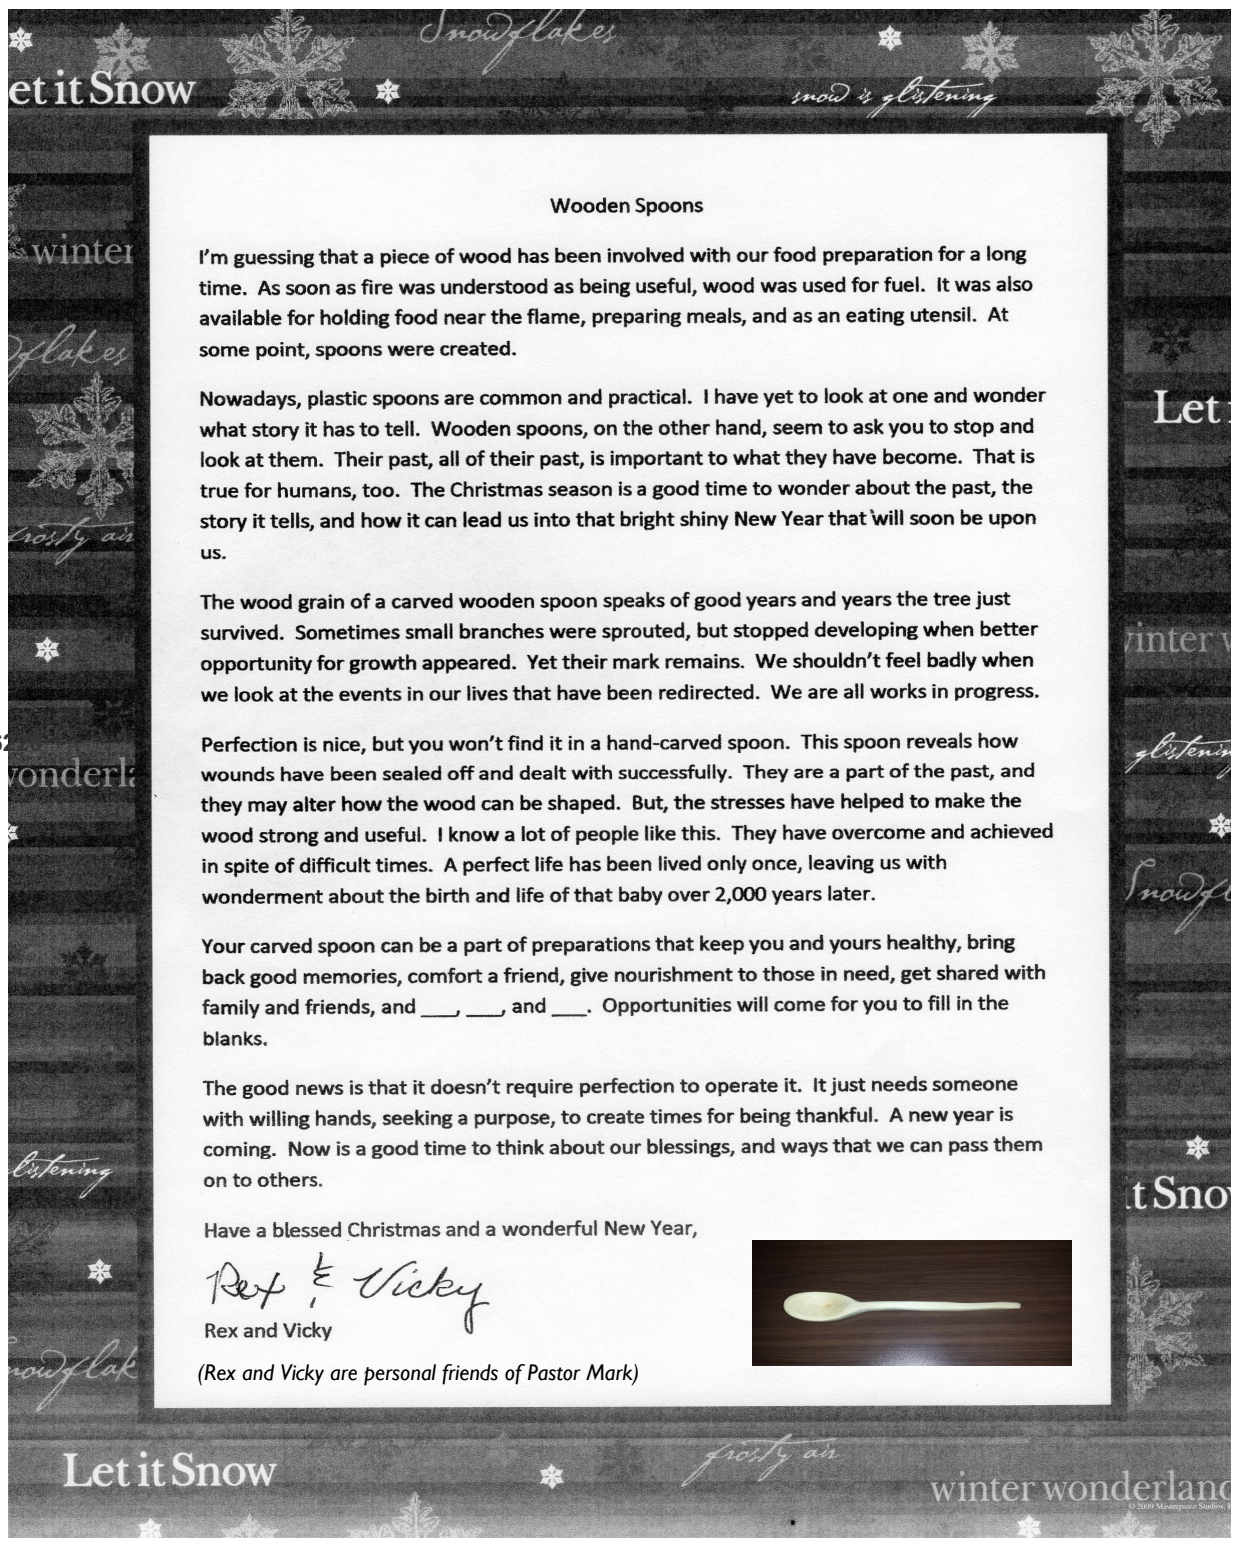 Snowflakes
et it Snow
snow is glistening
winter
flakes
frosty air
wonderla
listening
Let
winter w
glistenin
Snowfl
it Snow
Wooden Spoons
I'm guessing that a piece of wood has been involved with our food preparation for a long
time. As soon as fire was understood as being useful, wood was used for fuel. It was also
available for holding food near the flame, preparing meals, and as an eating utensil. At
some point, spoons were created.
Nowadays, plastic spoons are common and practical. I have yet to look at one and wonder
what story it has to tell. Wooden spoons, on the other hand, seem to ask you to stop and
look at them. Their past, all of their past, is important to what they have become. That is
true for humans, too. The Christmas season is a good time to wonder about the past, the
story it tells, and how it can lead us into that bright shiny New Year that will soon be upon
us.
The wood grain of a carved wooden spoon speaks of good years and years the tree just
survived. Sometimes small branches were sprouted, but stopped developing when better
opportunity for growth appeared. Yet their mark remains. We shouldn't feel badly when
we look at the events in our lives that have been redirected. We are all works in progress.
Perfection is nice, but you won't find it in a hand-carved spoon. This spoon reveals how
wounds have been sealed off and dealt with successfully. They are a part of the past, and
they may alter how the wood can be shaped. But, the stresses have helped to make the
wood strong and useful. I know a lot of people like this. They have overcome and achieved
in spite of difficult times. A perfect life has been lived only once, leaving us with
wonderment about the birth and life of that baby over 2,000 years later.
Your carved spoon can be a part of preparations that keep you and yours healthy, bring
back good memories, comfort a friend, give nourishment to those in need, get shared with
family and friends, and ___, ___, and ___. Opportunities will come for you to fill in the
blanks.
The good news is that it doesn't require perfection to operate it. It just needs someone
with willing hands, seeking a purpose, to create times for being thankful. A new year is
coming. Now is a good time to think about our blessings, and ways that we can pass them
on to others.
Have a blessed Christmas and a wonderful New Year,
Rex & Vicky
Rex and Vicky
(Rex and Vicky are personal friends of Pastor Mark)
nowflak
Let it Snow
frosty air
winter wonderland
© 2009 Masterpiece Studios,